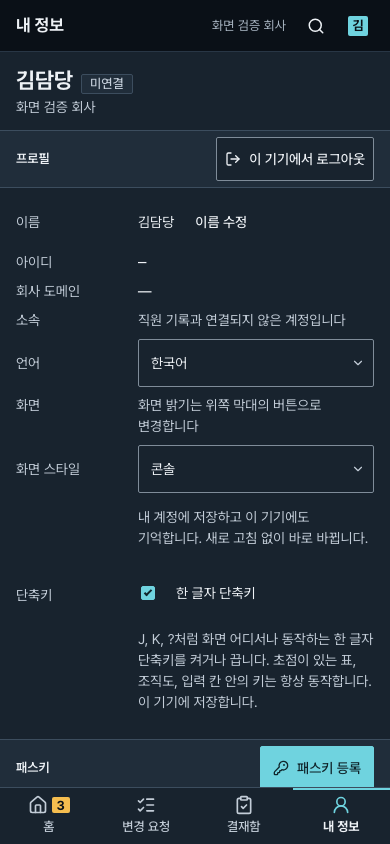 내 정보
화면 검증 회사
김
김담당 미연결
화면 검증 회사
프로필
이 기기에서 로그아웃
이름
김담당 이름 수정
아이디
—
회사 도메인
—
소속
직원 기록과 연결되지 않은 계정입니다
언어
한국어
화면
화면 밝기는 위쪽 막대의 버튼으로
변경합니다
화면 스타일
콘솔
내 계정에 저장하고 이 기기에도
기억합니다. 새로 고침 없이 바로 바뀝니다.
단축키
한 글자 단축키
J, K, ?처럼 화면 어디서나 동작하는 한 글자
단축키를 켜거나 끕니다. 초점이 있는 표,
조직도, 입력 칸 안의 키는 항상 동작합니다.
이 기기에 저장합니다.
패스키
패스키 등록
3
홈
변경 요청
결재함
내 정보